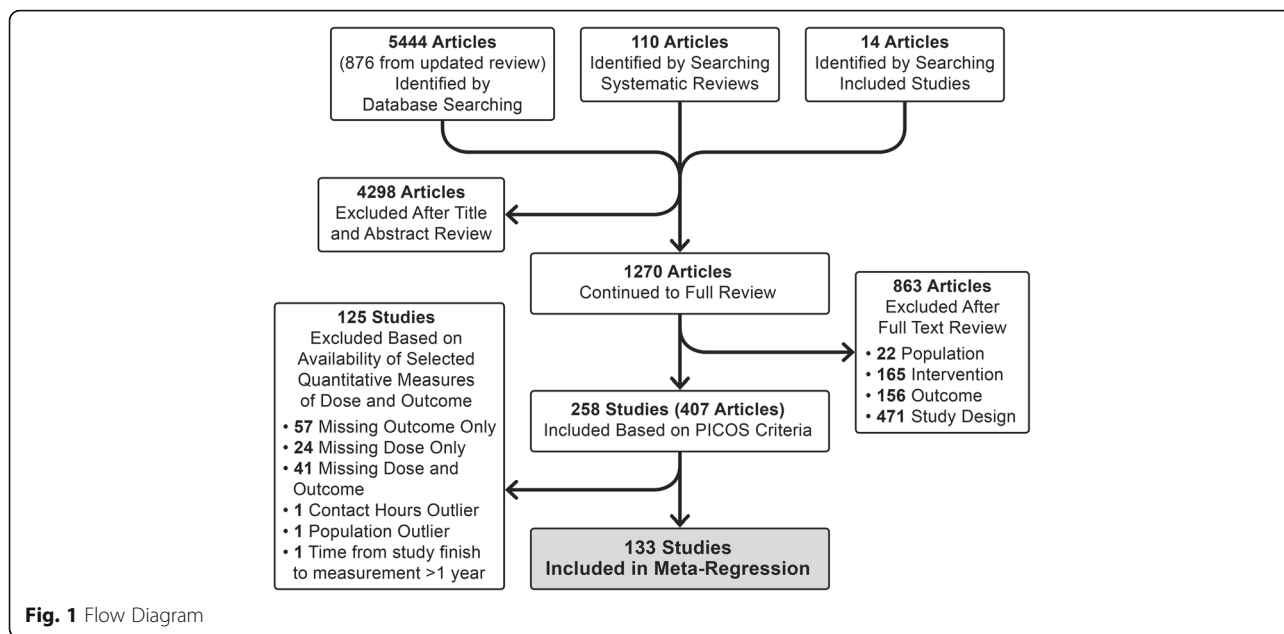 5444 Articles
(876 from updated review)
Identified by
Database Searching
110 Articles
Identified by Searching
Systematic Reviews
14 Articles
Identified by Searching
Included Studies
4298 Articles
Excluded After Title
and Abstract Review
1270 Articles
Continued to Full Review
863 Articles
Excluded After
Full Text Review
• 22 Population
• 165 Intervention
• 156 Outcome
• 471 Study Design
125 Studies
Excluded Based on
Availability of Selected
Quantitative Measures
of Dose and Outcome
• 57 Missing Outcome Only
• 24 Missing Dose Only
• 41 Missing Dose and
Outcome
• 1 Contact Hours Outlier
• 1 Population Outlier
• 1 Time from study finish
to measurement >1 year
258 Studies (407 Articles)
Included Based on PICOS Criteria
133 Studies
Included in Meta-Regression
Fig. 1 Flow Diagram